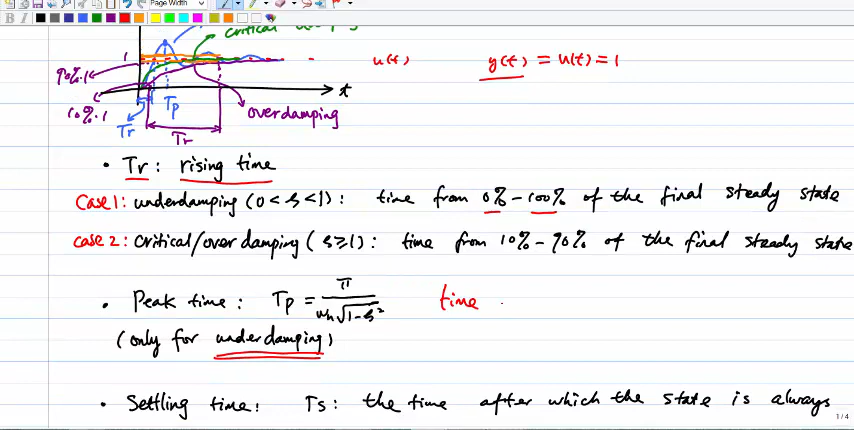 Page Width
B I
critical
1
u(t)
y(t) = u(t) = 1
90%·1
t
10%·1
Tr
Tp
overdamping
Tr
• Tr: rising time
Case 1: underdamping (0 < ζ < 1): time from 0% – 100% of the final steady state
Case 2: critical/over damping (ζ ≥ 1): time from 10% – 90% of the final steady state
• Peak time: Tp = π / (ωn √(1 – ζ²)) time
(only for underdamping)
• Settling time: Ts: the time after which the state is always
1 / 4